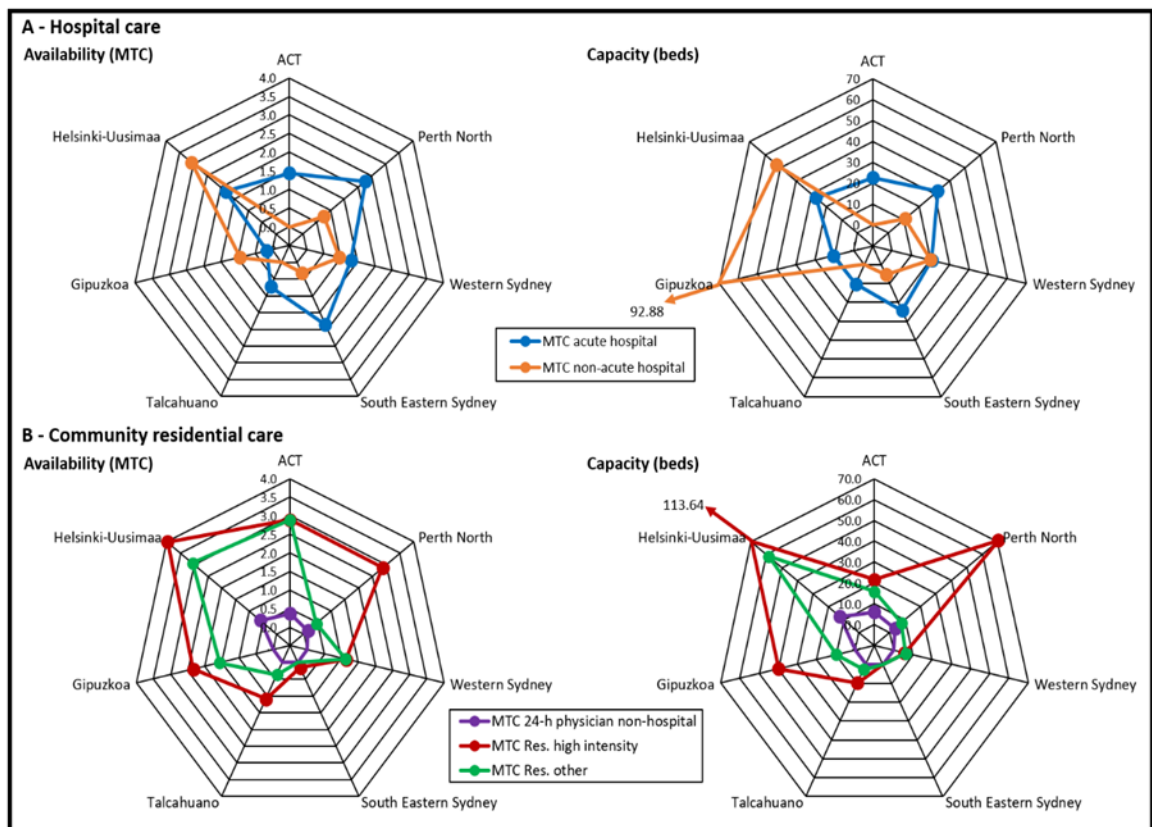 A - Hospital care
Availability (MTC)
ACT
4.0
3.5
3.0
2.5
2.0
1.5
1.0
0.5
0.0
Helsinki-Uusimaa
Perth North
Gipuzkoa
Western Sydney
Talcahuano
South Eastern Sydney
Capacity (beds)
ACT
70
60
50
40
30
20
10
0
Perth North
Gipuzkoa
92.88
Western Sydney
Talcahuano
South Eastern Sydney
Helsinki-Uusimaa
MTC acute hospital
MTC non-acute hospital
B - Community residential care
Availability (MTC)
ACT
4.0
3.5
3.0
2.5
2.0
1.5
1.0
0.5
Helsinki-Uusimaa
Perth North
Gipuzkoa
Western Sydney
Talcahuano
South Eastern Sydney
Capacity (beds)
ACT
70.0
60.0
50.0
40.0
30.0
20.0
10.0
0.0
113.64
Helsinki-Uusimaa
Perth North
Gipuzkoa
Western Sydney
Talcahuano
South Eastern Sydney
MTC 24-h physician non-hospital
MTC Res. high intensity
MTC Res. other